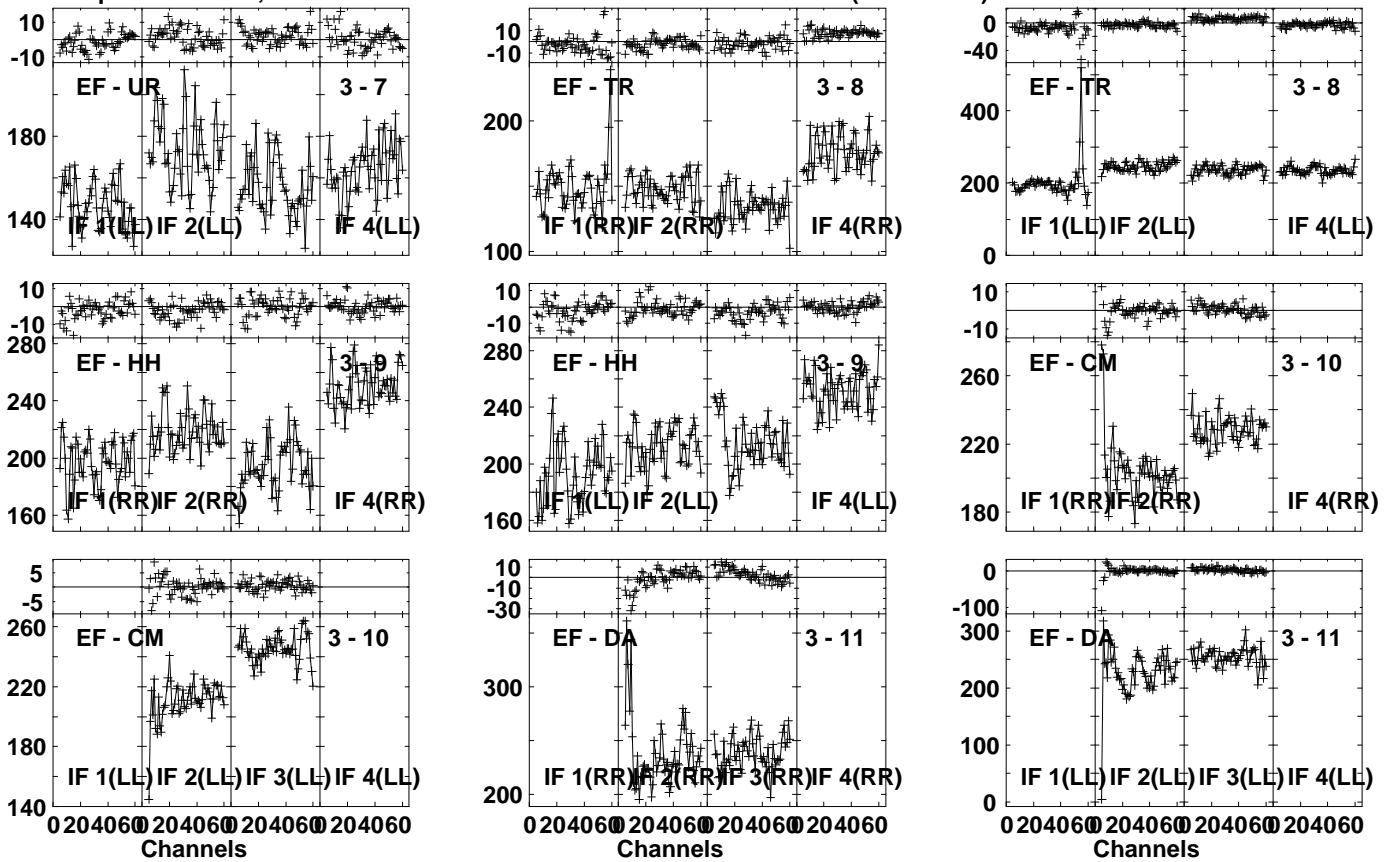 10
-10
EF - UR
3 - 7
180
140
IF 1(LL) IF 2(LL) IF 4(LL)
10
-10
EF - TR
3 - 8
200
100
IF 1(RR) IF 2(RR) IF 4(RR)
0
-40
EF - TR
3 - 8
400
200
0
IF 1(LL) IF 2(LL) IF 4(LL)
10
-10
280
EF - HH
3 - 9
240
200
160
IF 1(RR) IF 2(RR) IF 4(RR)
10
-10
280
EF - HH
3 - 9
240
200
160
IF 1(LL) IF 2(LL) IF 4(LL)
10
-10
EF - CM
3 - 10
260
220
180
IF 1(RR) IF 2(RR) IF 4(RR)
5
-5
260
EF - CM
3 - 10
220
180
140
IF 1(LL) IF 2(LL) IF 3(LL) IF 4(LL)
0 20 40 60 0 20 40 60 0 20 40 60 0 20 40 60
Channels
10
-10
-30
EF - DA
3 - 11
300
200
IF 1(RR) IF 2(RR) IF 3(RR) IF 4(RR)
0 20 40 60 0 20 40 60 0 20 40 60 0 20 40 60
Channels
0
-100
300
EF - DA
3 - 11
200
100
0
IF 1(LL) IF 2(LL) IF 3(LL) IF 4(LL)
0 20 40 60 0 20 40 60 0 20 40 60 0 20 40 60
Channels